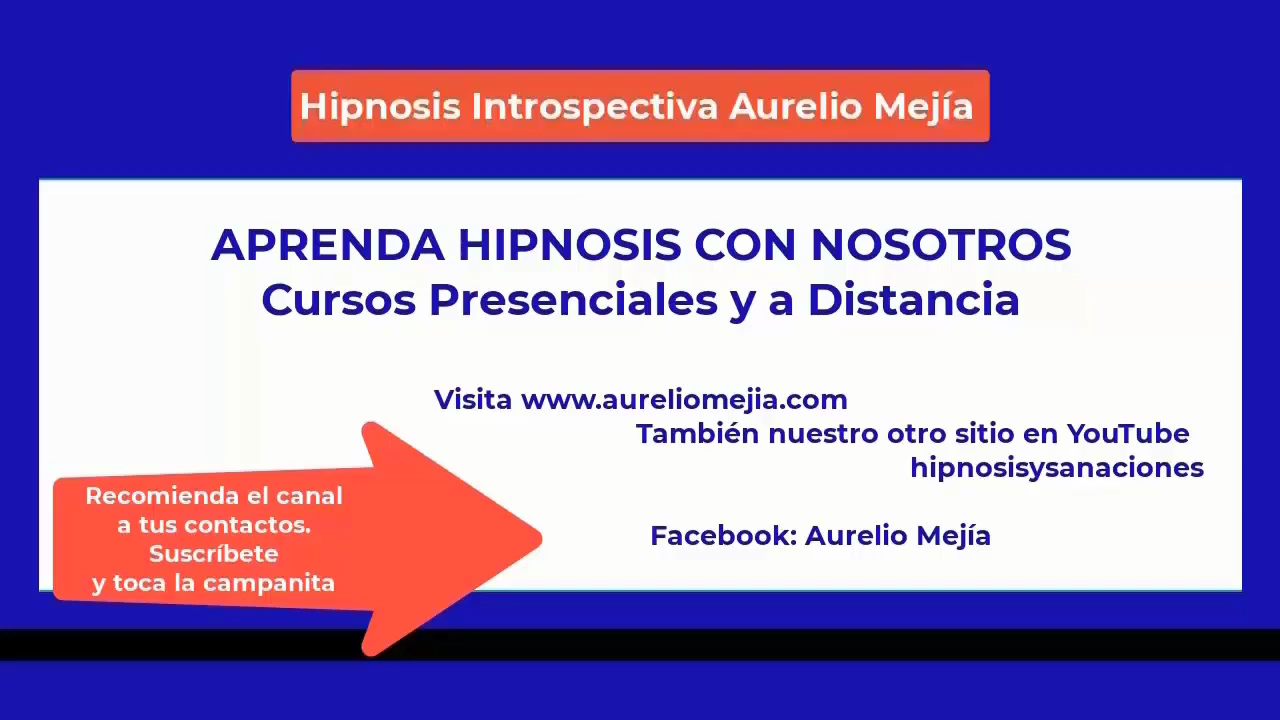 Hipnosis Introspectiva Aurelio Mejía
APRENDA HIPNOSIS CON NOSOTROS
Cursos Presenciales y a Distancia
Visita www.aureliomejia.com
También nuestro otro sitio en YouTube
hipnosisysanaciones
Facebook: Aurelio Mejía
Recomienda el canal
a tus contactos.
Suscríbete
y toca la campanita